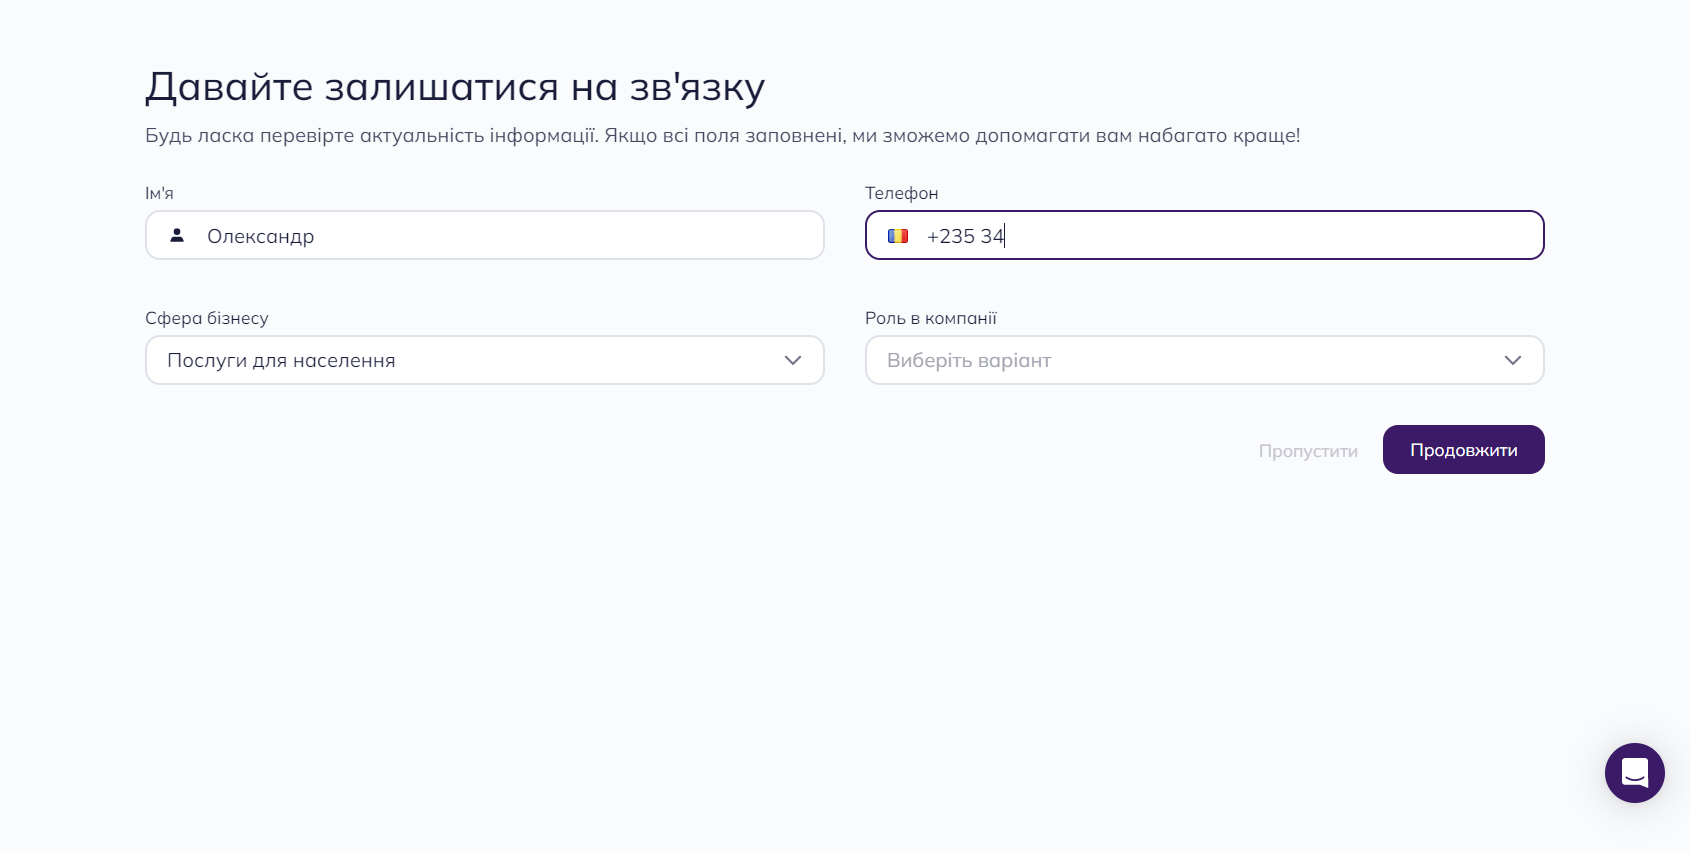 Давайте залишатися на зв'язку
Будь ласка перевірте актуальність інформації. Якщо всі поля заповнені, ми зможемо допомагати вам набагато краще!
Ім'я
Олександр
Телефон
+235 34
Сфера бізнесу
Послуги для населення
Роль в компанії
Виберіть варіант
Пропустити
Продовжити